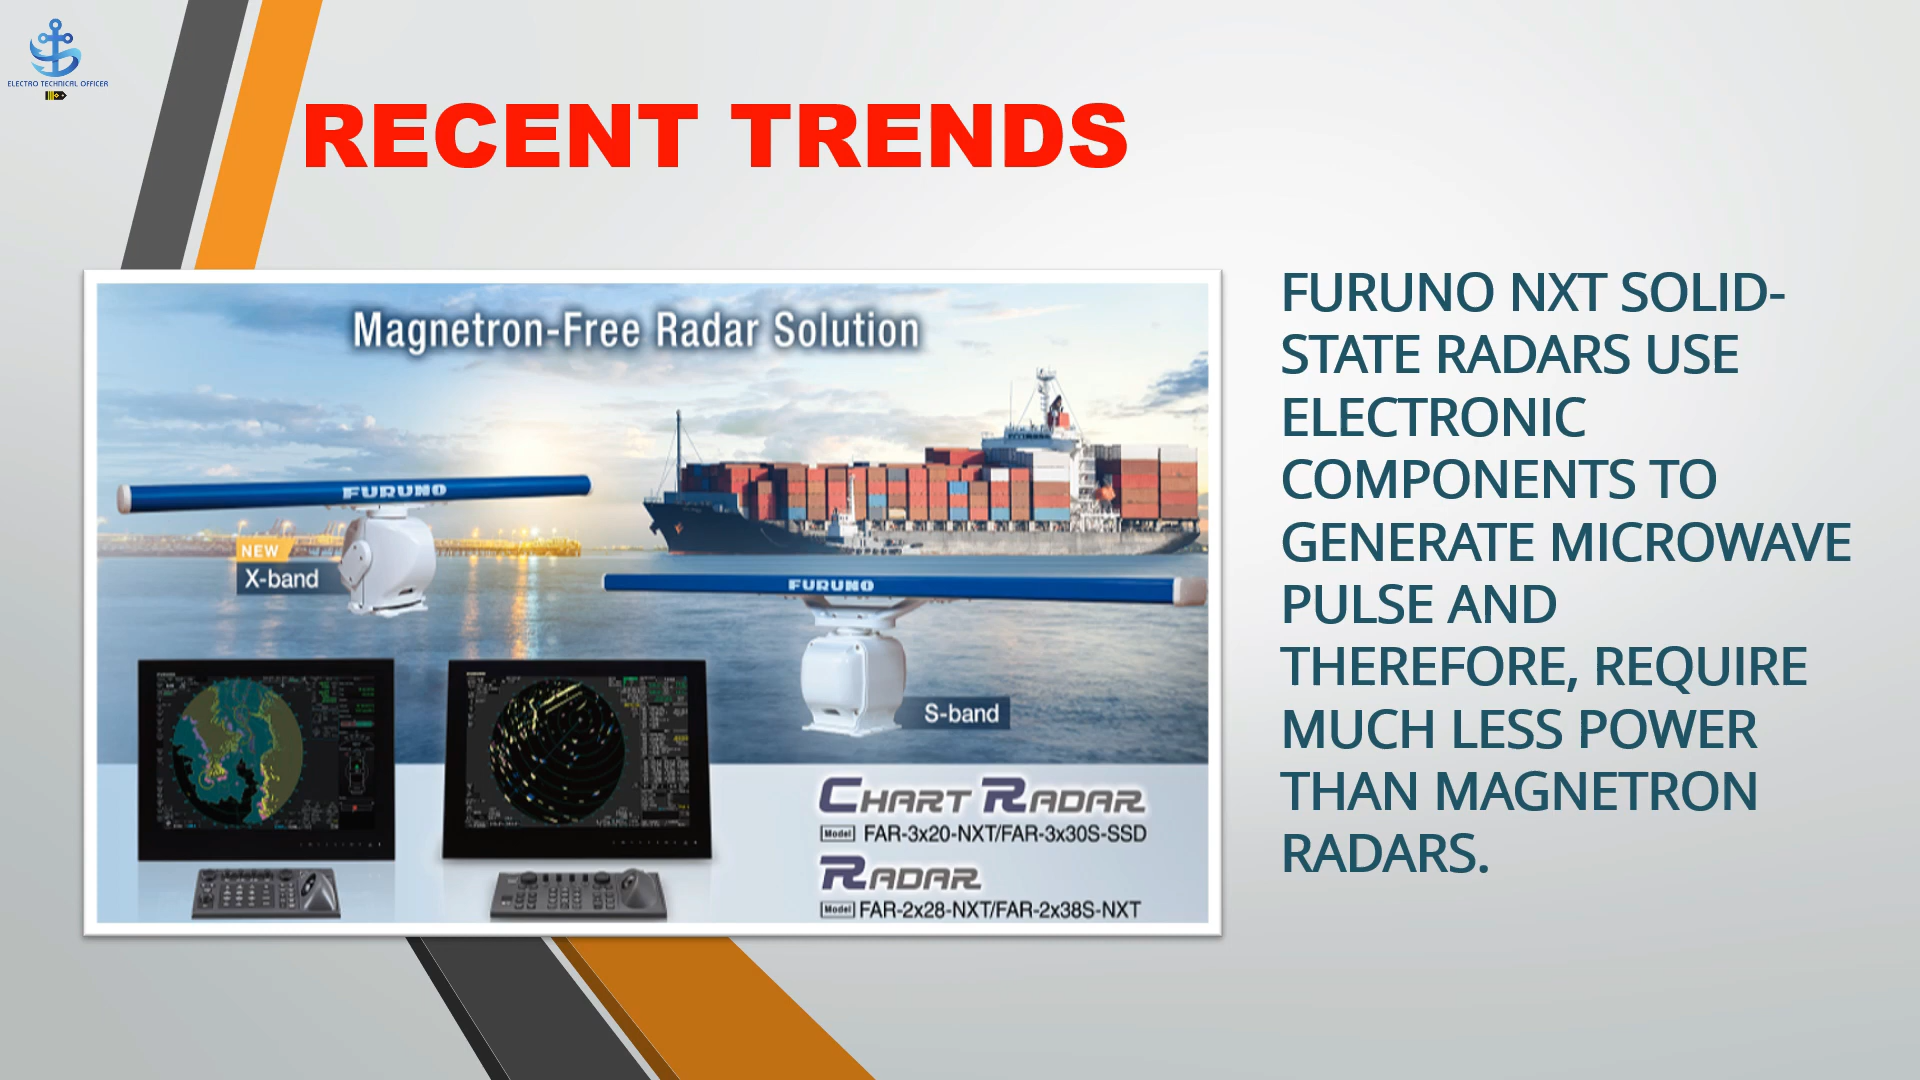 ELECTRO TECHNICAL OFFICER
RECENT TRENDS
Magnetron-Free Radar Solution
FURUNO
NEW
X-band
FURUNO
S-band
CHART RADAR
Model FAR-3x20-NXT/FAR-3x30S-SSD
RADAR
Model FAR-2x28-NXT/FAR-2x38S-NXT
FURUNO NXT SOLID-
STATE RADARS USE
ELECTRONIC
COMPONENTS TO
GENERATE MICROWAVE
PULSE AND
THEREFORE, REQUIRE
MUCH LESS POWER
THAN MAGNETRON
RADARS.